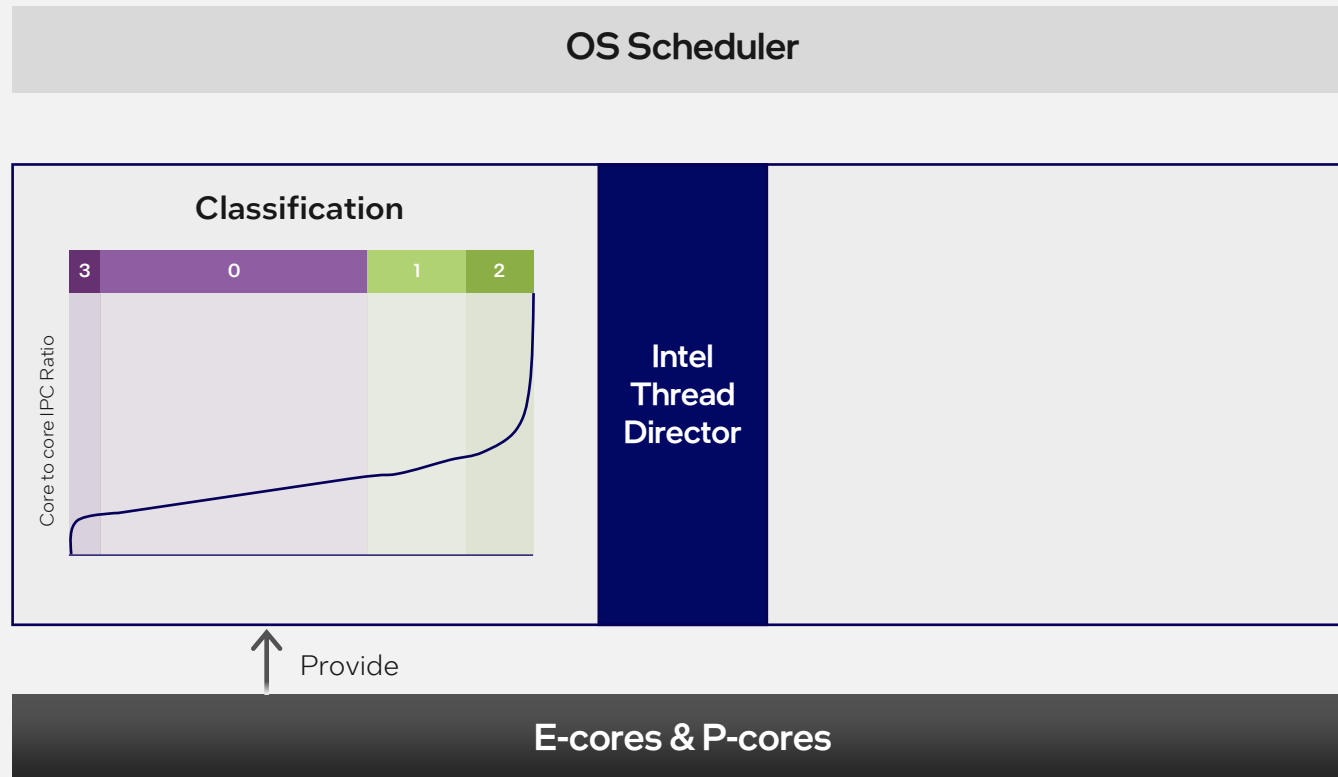 OS Scheduler
Classification
3 0 1 2
Core to core IPC Ratio
Intel
Thread
Director
Provide
E-cores & P-cores